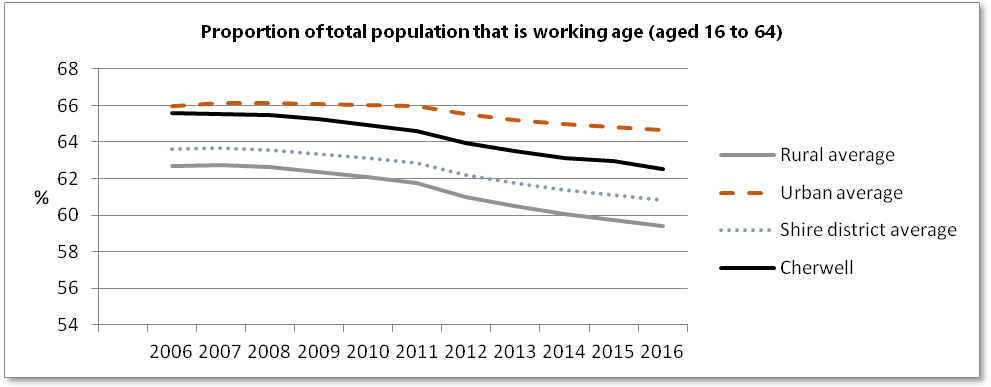 Proportion of total population that is working age (aged 16 to 64)
68
66
64
62
60
58
56
54
%
2006 2007 2008 2009 2010 2011 2012 2013 2014 2015 2016
Rural average
Urban average
Shire district average
Cherwell